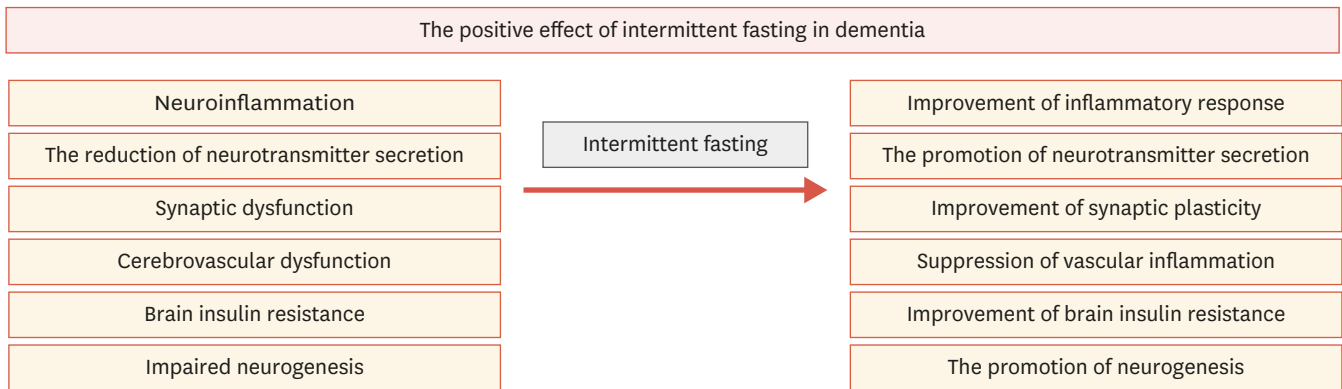 The positive effect of intermittent fasting in dementia
Neuroinflammation
The reduction of neurotransmitter secretion
Synaptic dysfunction
Cerebrovascular dysfunction
Brain insulin resistance
Impaired neurogenesis
Intermittent fasting
Improvement of inflammatory response
The promotion of neurotransmitter secretion
Improvement of synaptic plasticity
Suppression of vascular inflammation
Improvement of brain insulin resistance
The promotion of neurogenesis